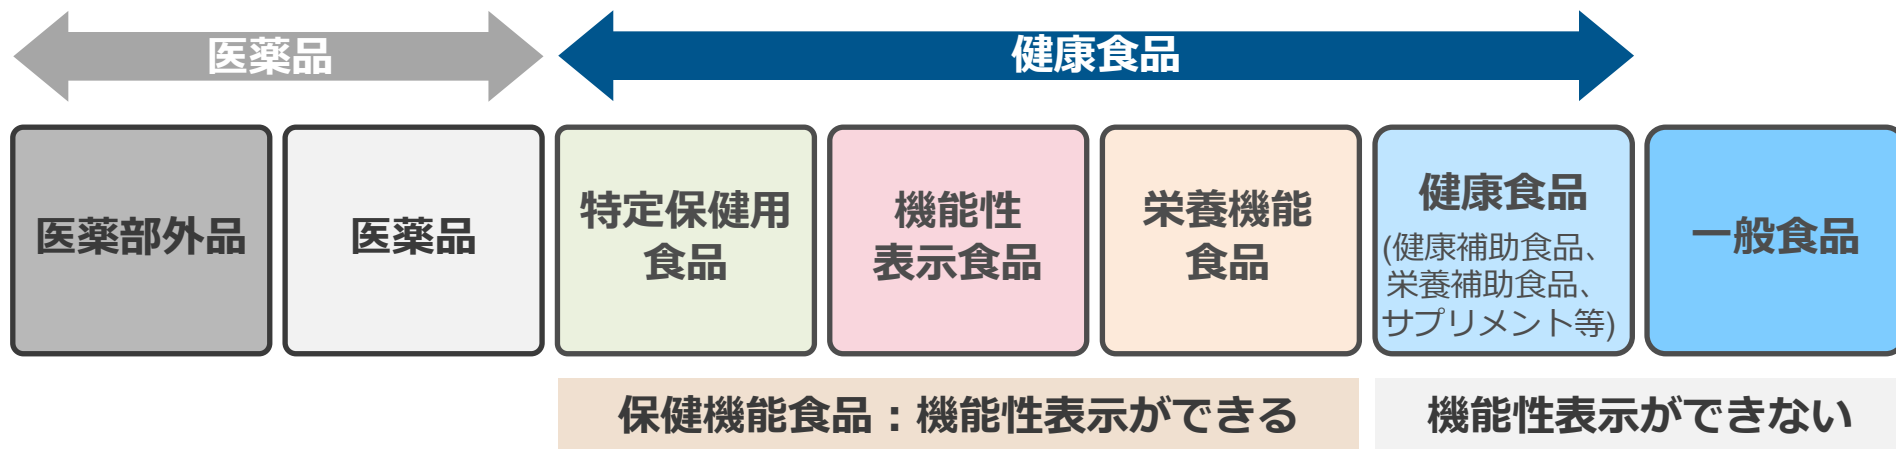 医薬品
健康食品
医薬部外品
医薬品
特定保健用
食品
機能性
表示食品
栄養機能
食品
健康食品
(健康補助食品、
栄養補助食品、
サプリメント等)
一般食品
保健機能食品：機能性表示ができる
機能性表示ができない